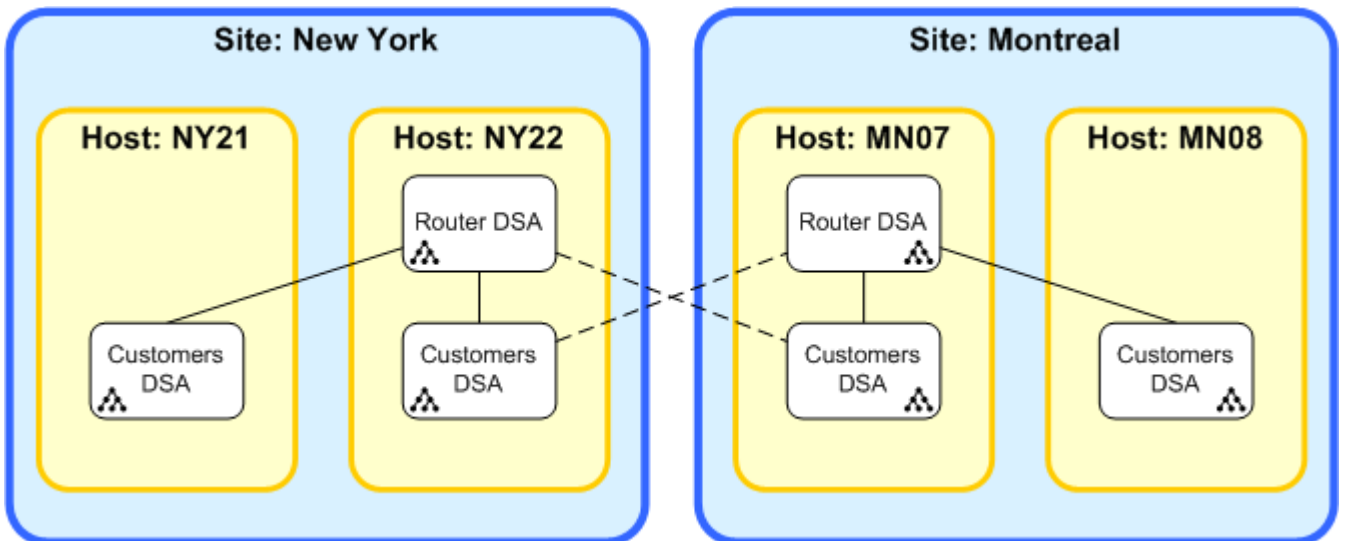 Site: New York
Host: NY21
Customers
DSA
Host: NY22
Router DSA
Customers
DSA
Site: Montreal
Host: MN07
Router DSA
Customers
DSA
Host: MN08
Customers
DSA